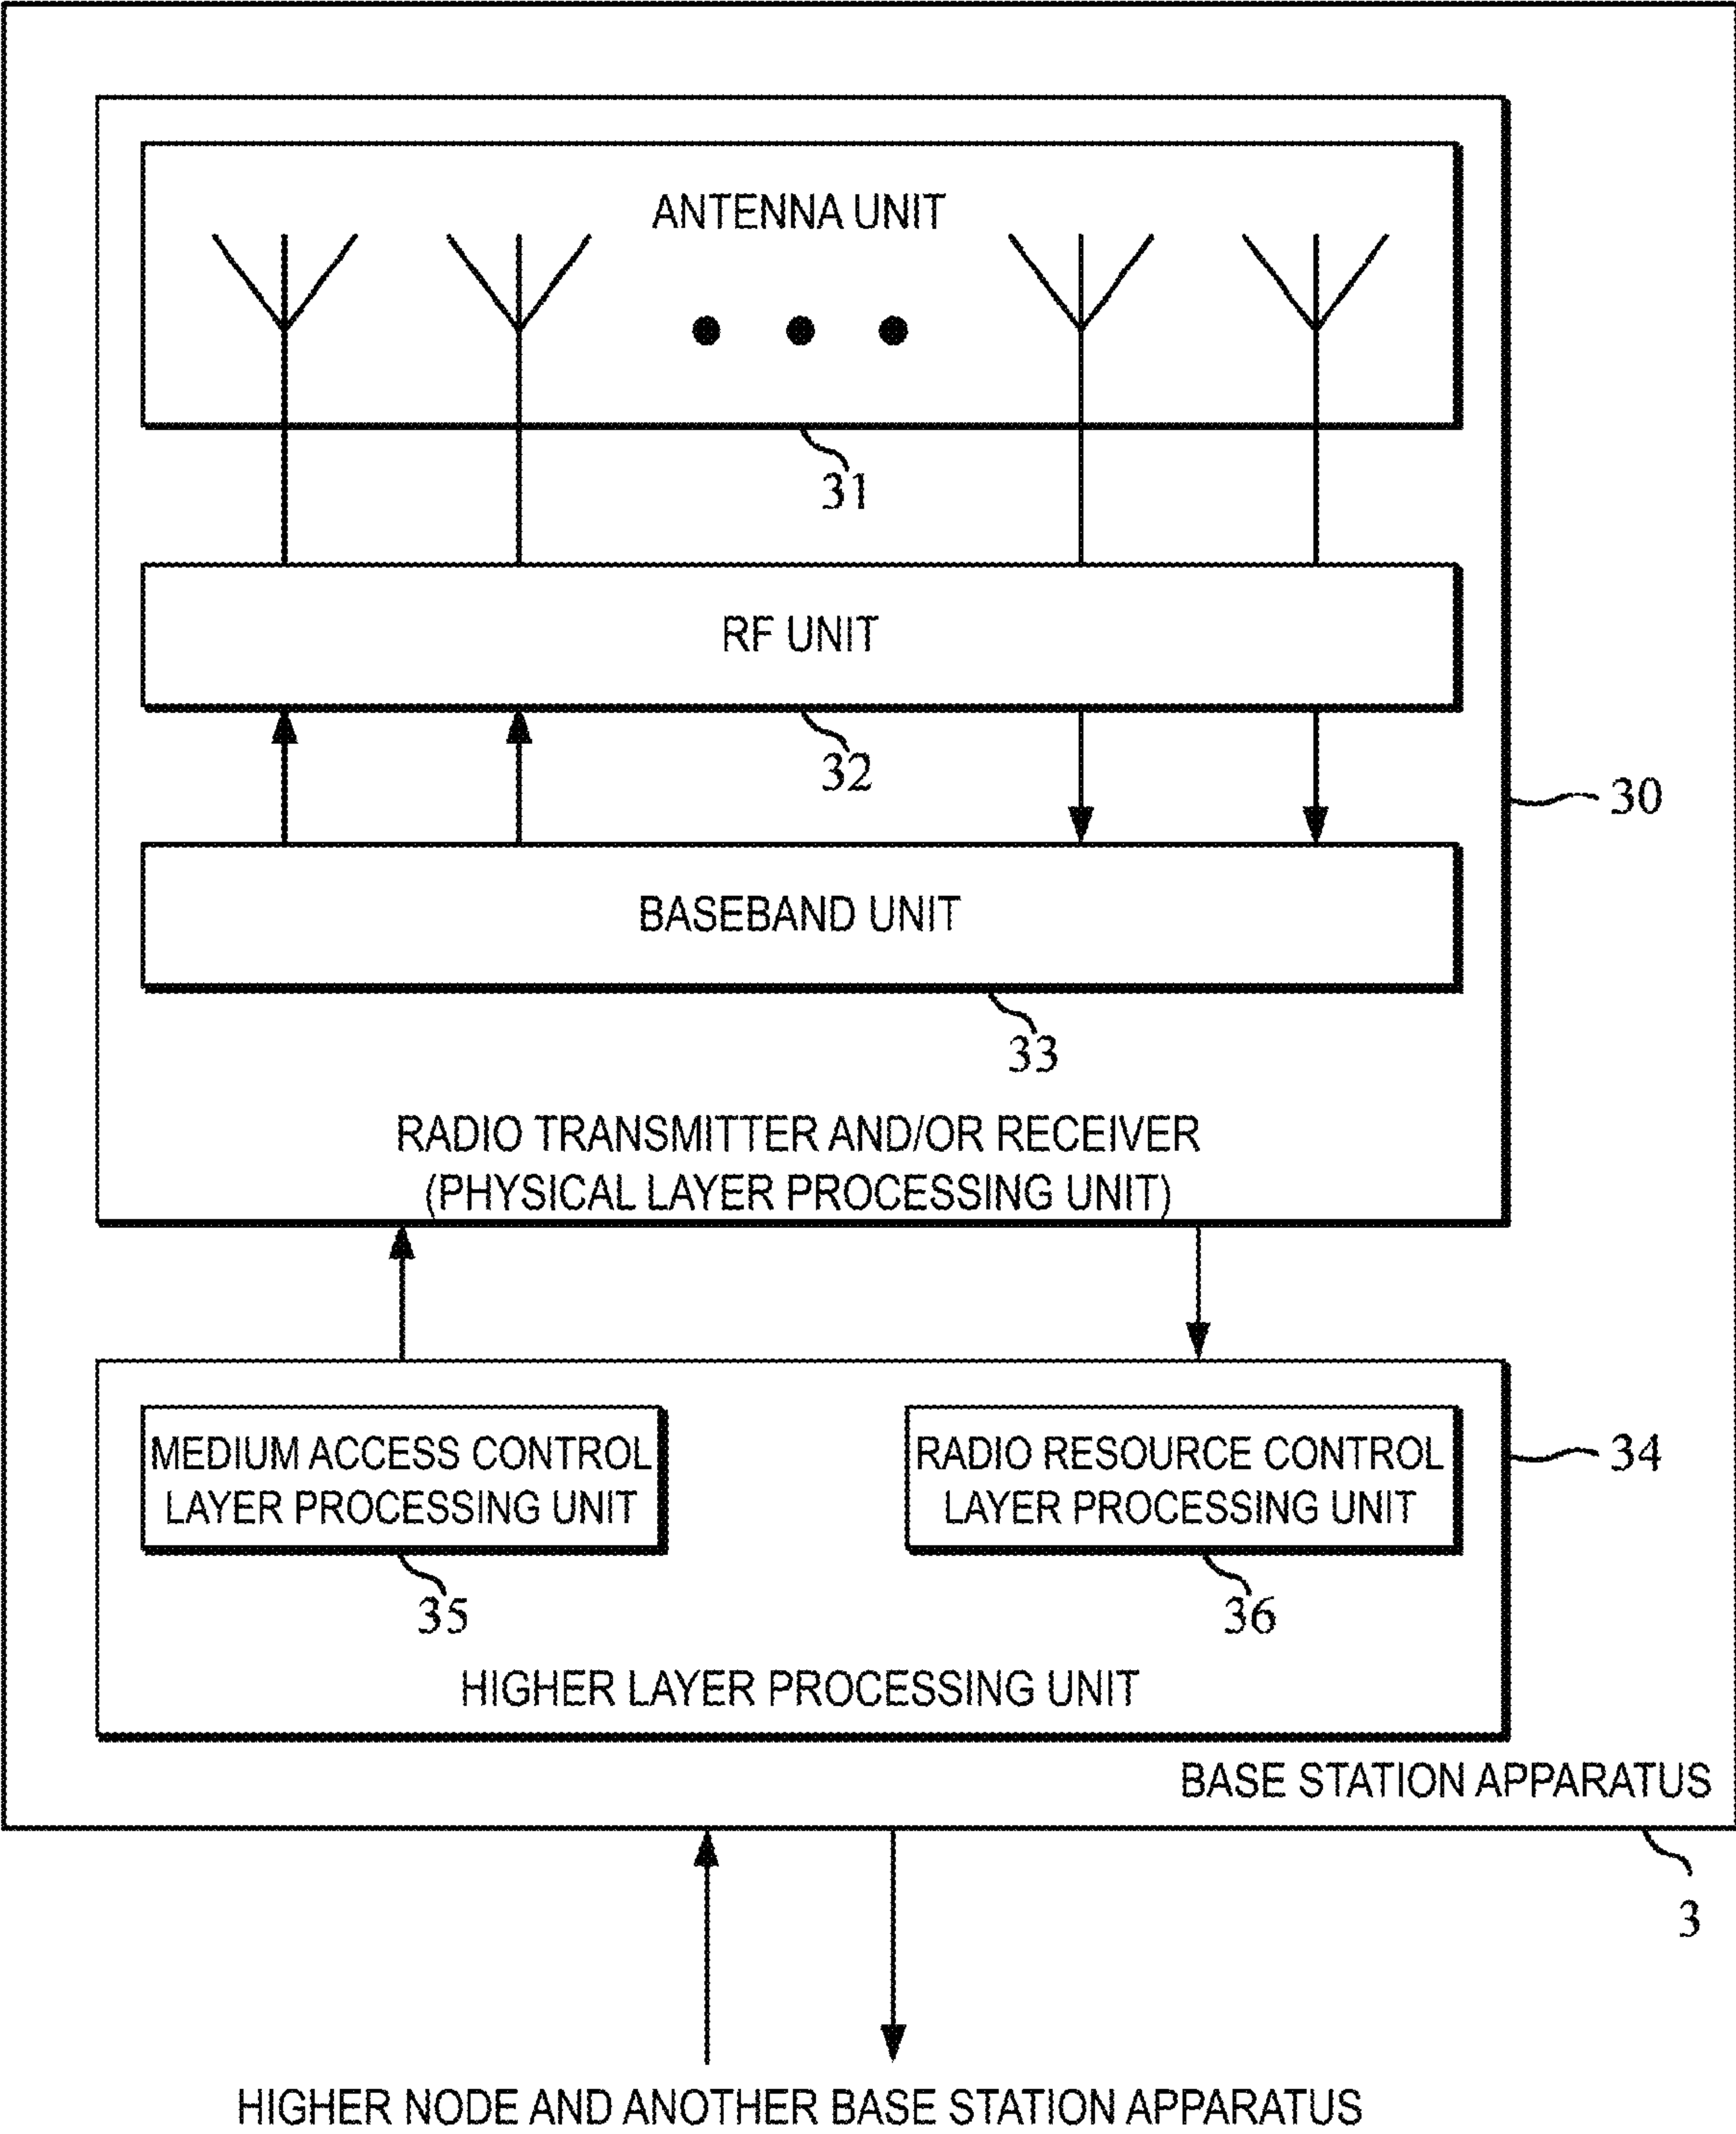 ANTENNA UNIT
31
RF UNIT
32
30
BASEBAND UNIT
33
RADIO TRANSMITTER AND/OR RECEIVER
(PHYSICAL LAYER PROCESSING UNIT)
MEDIUM ACCESS CONTROL
LAYER PROCESSING UNIT
RADIO RESOURCE CONTROL
LAYER PROCESSING UNIT
34
35
36
HIGHER LAYER PROCESSING UNIT
BASE STATION APPARATUS
3
HIGHER NODE AND ANOTHER BASE STATION APPARATUS